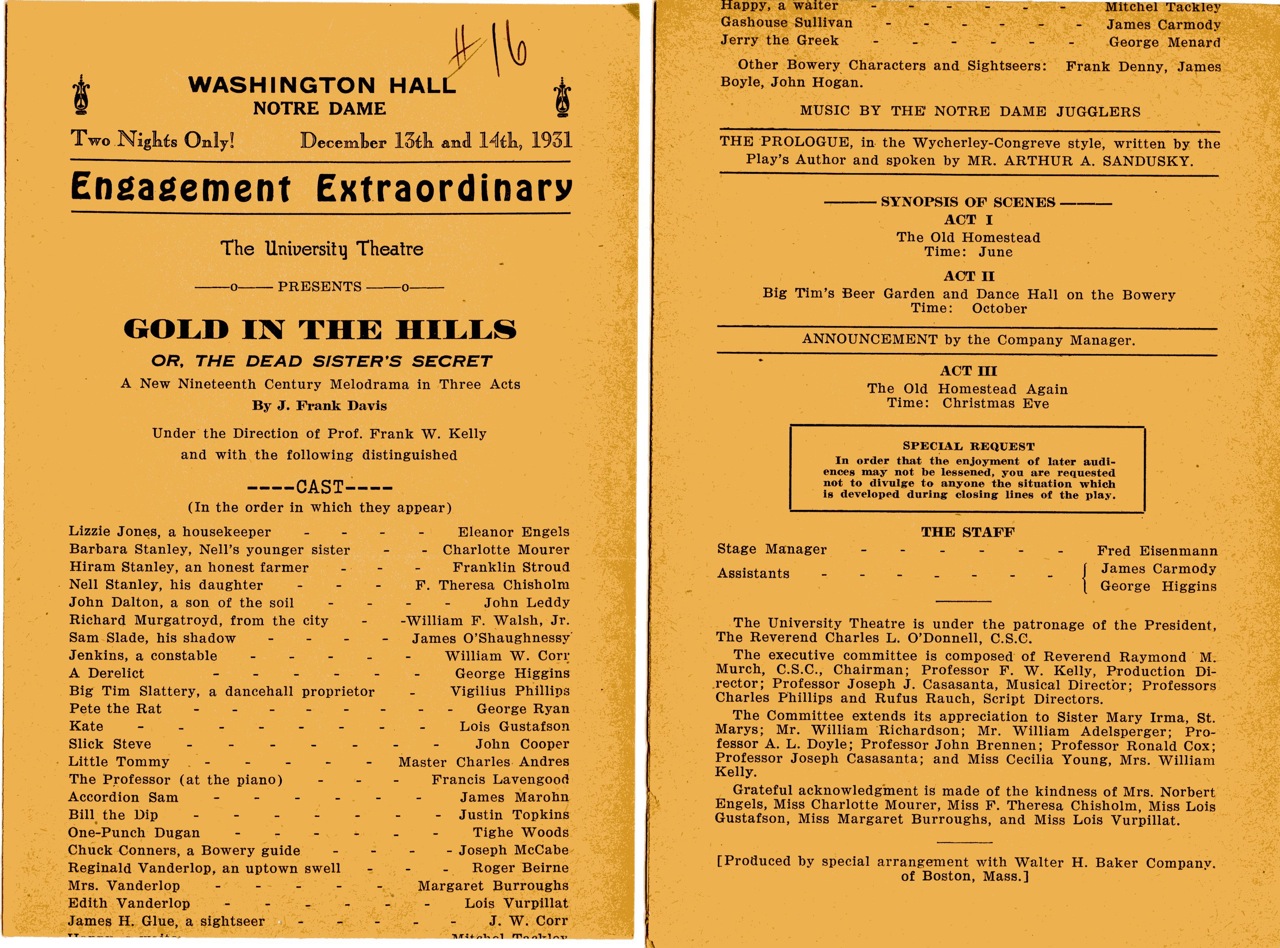 # 16
WASHINGTON HALL
NOTRE DAME
Two Nights Only! December 13th and 14th, 1931
Engagement Extraordinary
The University Theatre
——o—— PRESENTS ——o——
GOLD IN THE HILLS
OR, THE DEAD SISTER'S SECRET
A New Nineteenth Century Melodrama in Three Acts
By J. Frank Davis
Under the Direction of Prof. Frank W. Kelly
and with the following distinguished
----CAST----
(In the order in which they appear)
Lizzie Jones, a housekeeper - - - - Eleanor Engels
Barbara Stanley, Nell's younger sister - - Charlotte Mourer
Hiram Stanley, an honest farmer - - - Franklin Stroud
Nell Stanley, his daughter - - - F. Theresa Chisholm
John Dalton, a son of the soil - - - - John Leddy
Richard Murgatroyd, from the city - -William F. Walsh, Jr.
Sam Slade, his shadow - - - - James O'Shaughnessy
Jenkins, a constable - - - - - William W. Corr
A Derelict - - - - - - George Higgins
Big Tim Slattery, a dancehall proprietor - Vigilius Phillips
Pete the Rat - - - - - - - George Ryan
Kate - - - - - - - Lois Gustafson
Slick Steve - - - - - - - John Cooper
Little Tommy - - - - - - Master Charles Andres
The Professor (at the piano) - - - Francis Lavengood
Accordion Sam - - - - - - James Marohn
Bill the Dip - - - - - - - Justin Topkins
One-Punch Dugan - - - - - Tighe Woods
Chuck Conners, a Bowery guide - - - - Joseph McCabe
Reginald Vanderlop, an uptown swell - - - Roger Beirne
Mrs. Vanderlop - - - - - Margaret Burroughs
Edith Vanderlop - - - - - - Lois Vurpillat
James H. Glue, a sightseer - - - - - J. W. Corr
Happy, a waiter - - - - - - Mitchel Tackley
Happy, a waiter - - - - - - Mitchel Tackley
Gashouse Sullivan - - - - - - James Carmody
Jerry the Greek - - - - - - George Menard
Other Bowery Characters and Sightseers: Frank Denny, James
Boyle, John Hogan.
MUSIC BY THE NOTRE DAME JUGGLERS
THE PROLOGUE, in the Wycherley-Congreve style, written by the
Play's Author and spoken by MR. ARTHUR A. SANDUSKY.
——— SYNOPSIS OF SCENES ———
ACT I
The Old Homestead
Time: June
ACT II
Big Tim's Beer Garden and Dance Hall on the Bowery
Time: October
ANNOUNCEMENT by the Company Manager.
ACT III
The Old Homestead Again
Time: Christmas Eve
SPECIAL REQUEST
In order that the enjoyment of later audi-
ences may not be lessened, you are requested
not to divulge to anyone the situation which
is developed during closing lines of the play.
THE STAFF
Stage Manager - - - - - - Fred Eisenmann
Assistants - - - - - - { James Carmody
George Higgins
The University Theatre is under the patronage of the President,
The Reverend Charles L. O'Donnell, C.S.C.
The executive committee is composed of Reverend Raymond M.
Murch, C.S.C., Chairman; Professor F. W. Kelly, Production Di-
rector; Professor Joseph J. Casasanta, Musical Director; Professors
Charles Phillips and Rufus Rauch, Script Directors.
The Committee extends its appreciation to Sister Mary Irma, St.
Marys; Mr. William Richardson; Mr. William Adelsperger; Pro-
fessor A. L. Doyle; Professor John Brennen; Professor Ronald Cox;
Professor Joseph Casasanta; and Miss Cecilia Young, Mrs. William
Kelly.
Grateful acknowledgment is made of the kindness of Mrs. Norbert
Engels, Miss Charlotte Mourer, Miss F. Theresa Chisholm, Miss Lois
Gustafson, Miss Margaret Burroughs, and Miss Lois Vurpillat.
[Produced by special arrangement with Walter H. Baker Company.
of Boston, Mass.]